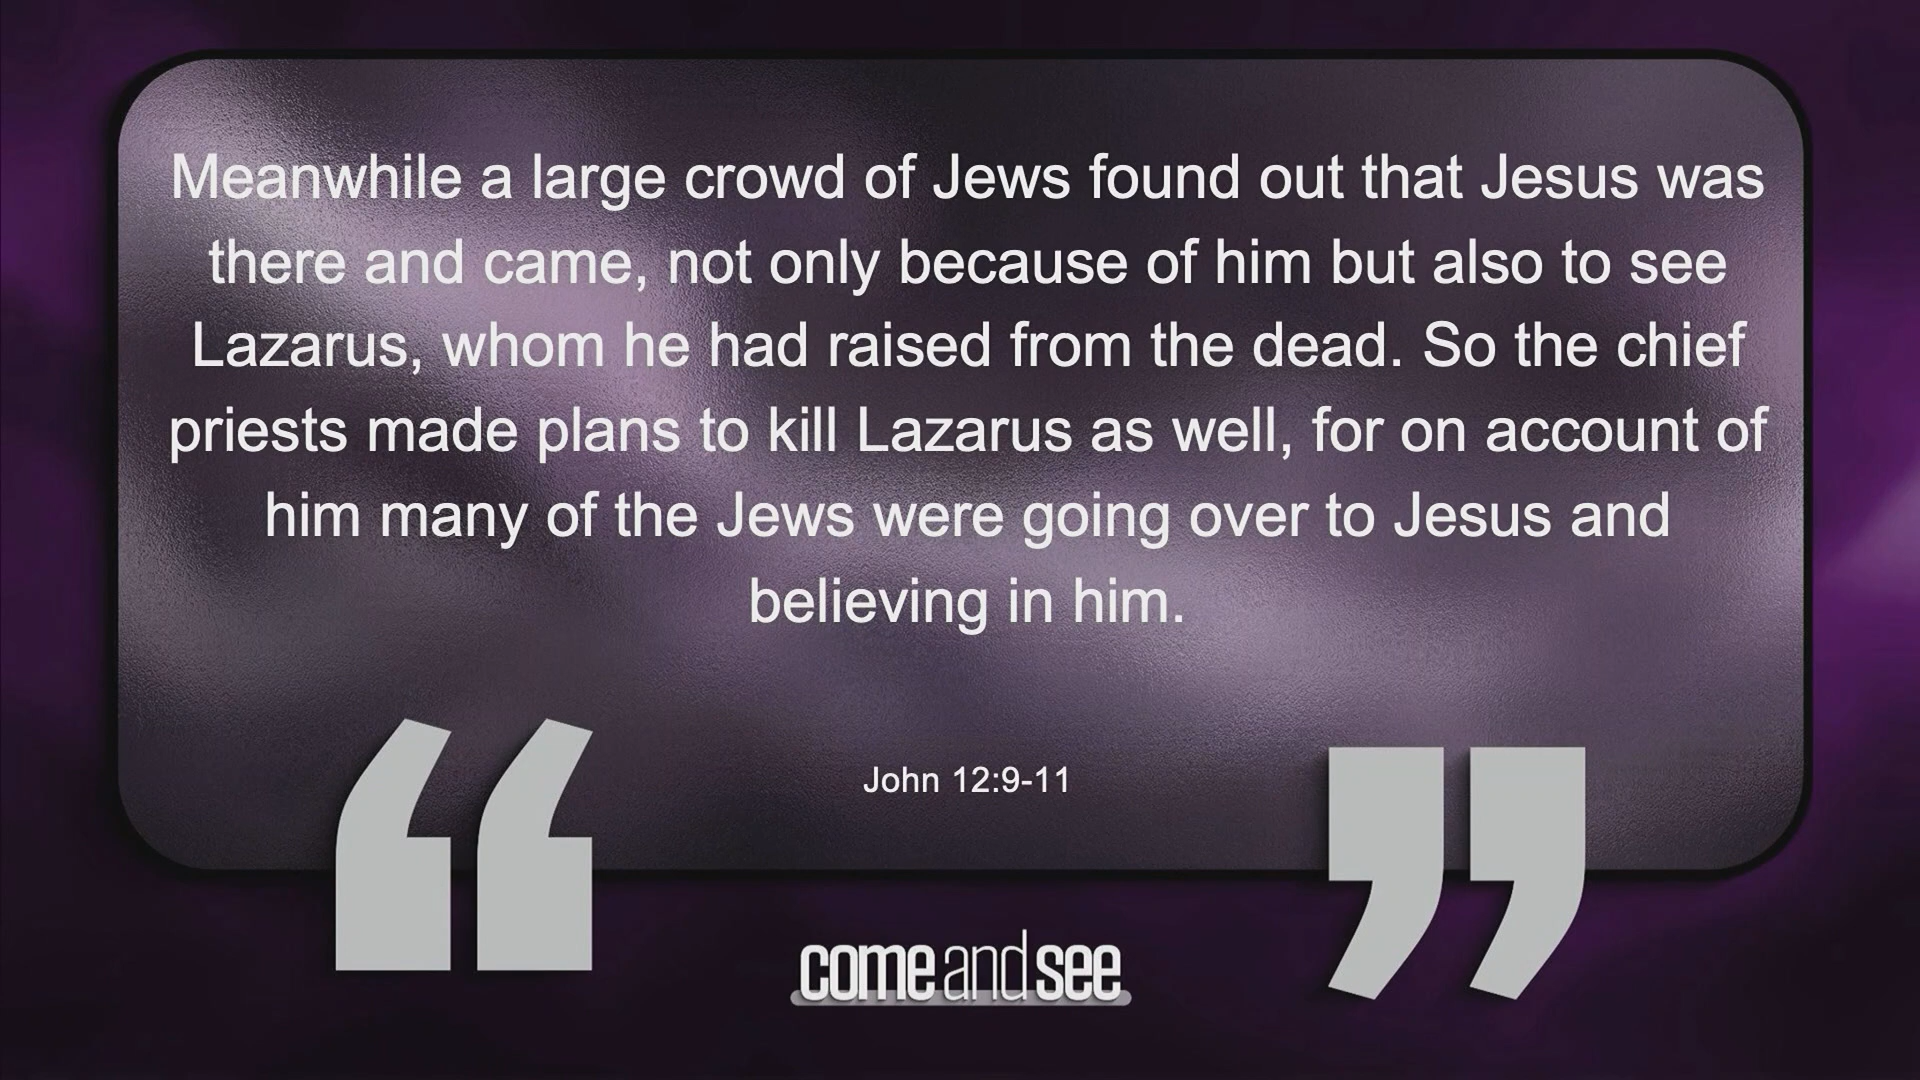 Meanwhile a large crowd of Jews found out that Jesus was
there and came, not only because of him but also to see
Lazarus, whom he had raised from the dead. So the chief
priests made plans to kill Lazarus as well, for on account of
him many of the Jews were going over to Jesus and
believing in him.
John 12:9-11
“ ”
come and see